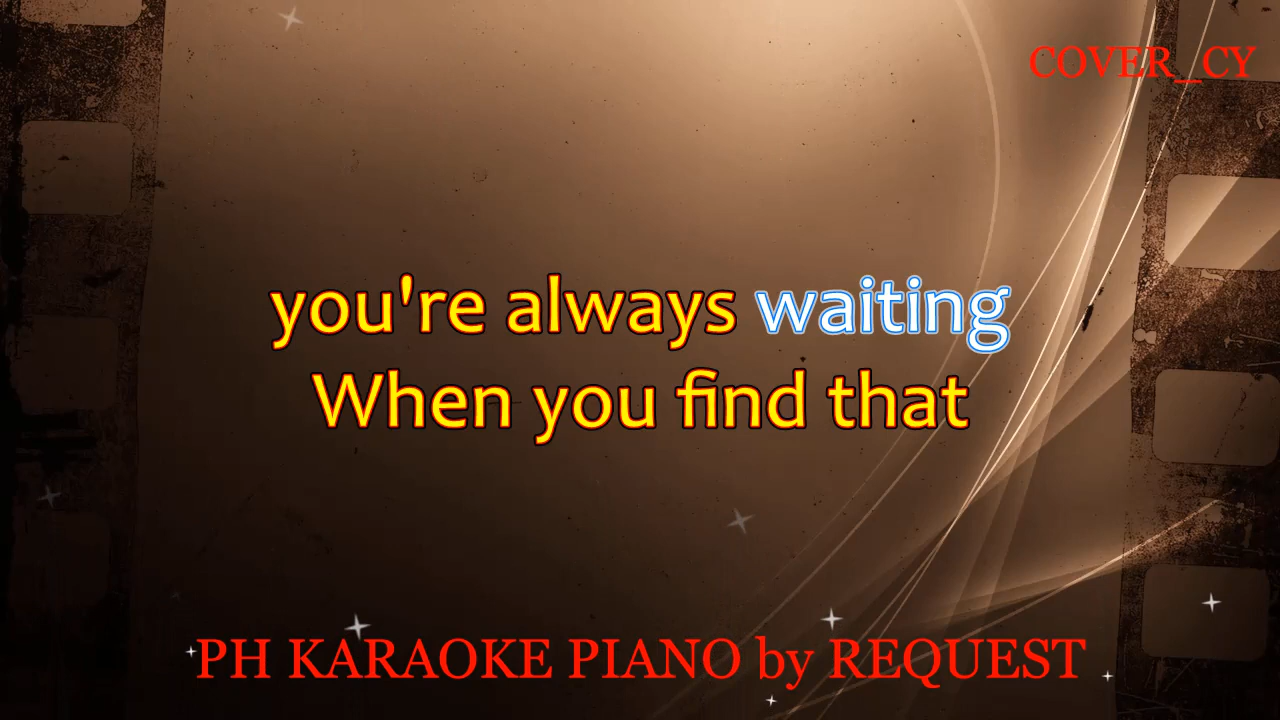 COVER_CY
you're always waiting
When you find that
PH KARAOKE PIANO by REQUEST